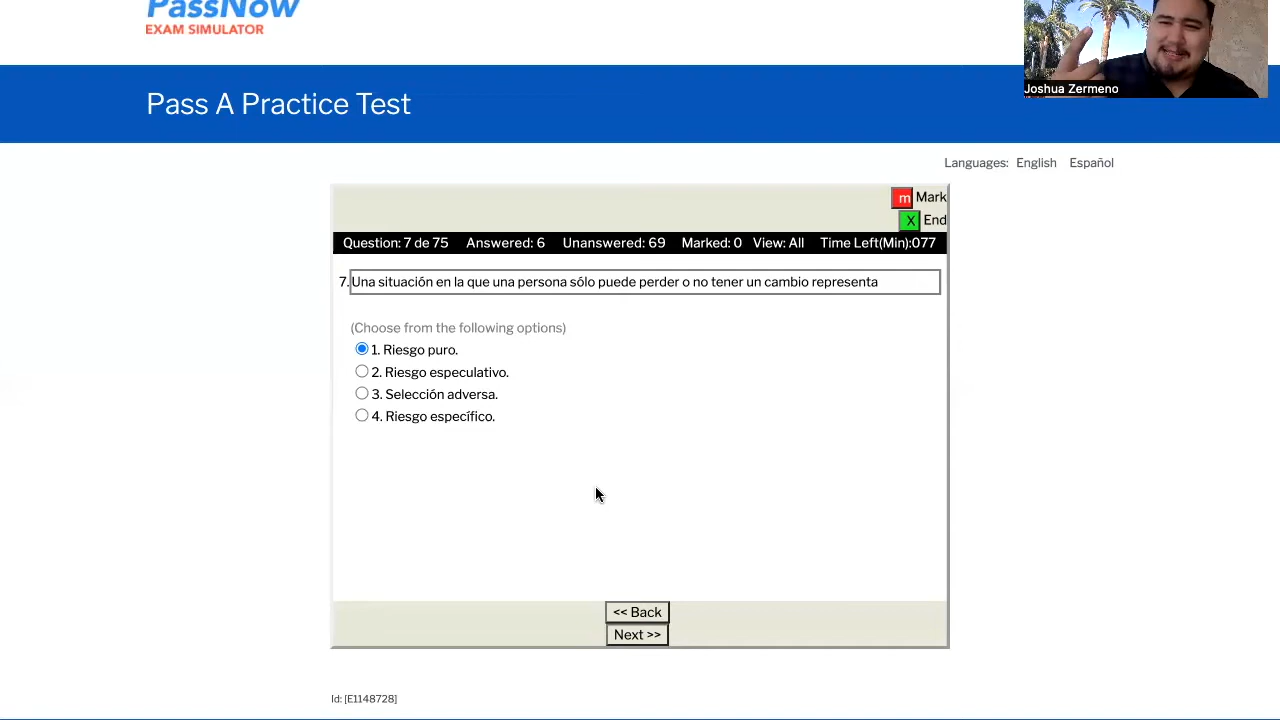 PassNow
EXAM SIMULATOR
Joshua Zermeno
Pass A Practice Test
Languages: English Español
m Mark
X End
Question: 7 de 75 Answered: 6 Unanswered: 69 Marked: 0 View: All Time Left(Min):077
7. Una situación en la que una persona sólo puede perder o no tener un cambio representa
(Choose from the following options)
1. Riesgo puro.
2. Riesgo especulativo.
3. Selección adversa.
4. Riesgo específico.
<< Back
Next >>
Id: [E1148728]